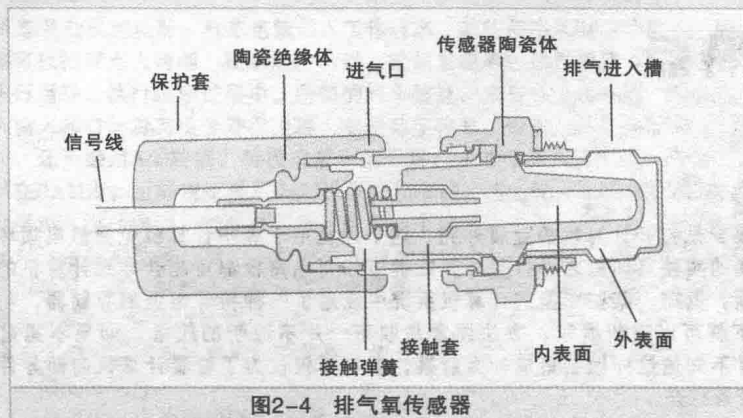 陶瓷绝缘体
传感器陶瓷体
保护套
进气口
排气进入槽
信号线
接触弹簧
接触套
内表面
外表面
图2-4 排气氧传感器